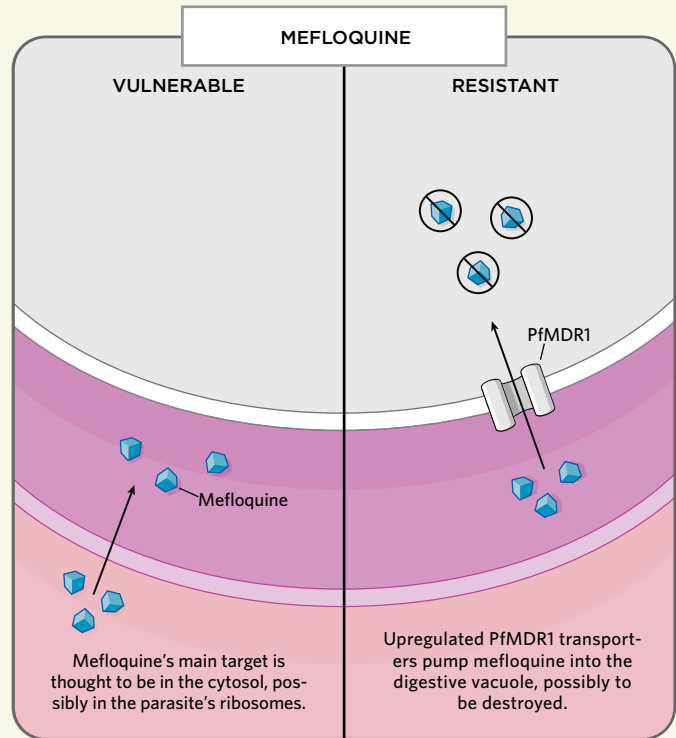 MEFLOQUINE
VULNERABLE
RESISTANT
PfMDR1
Mefloquine
Mefloquine's main target is
thought to be in the cytosol, pos-
sibly in the parasite's ribosomes.
Upregulated PfMDR1 transport-
ers pump mefloquine into the
digestive vacuole, possibly to
be destroyed.